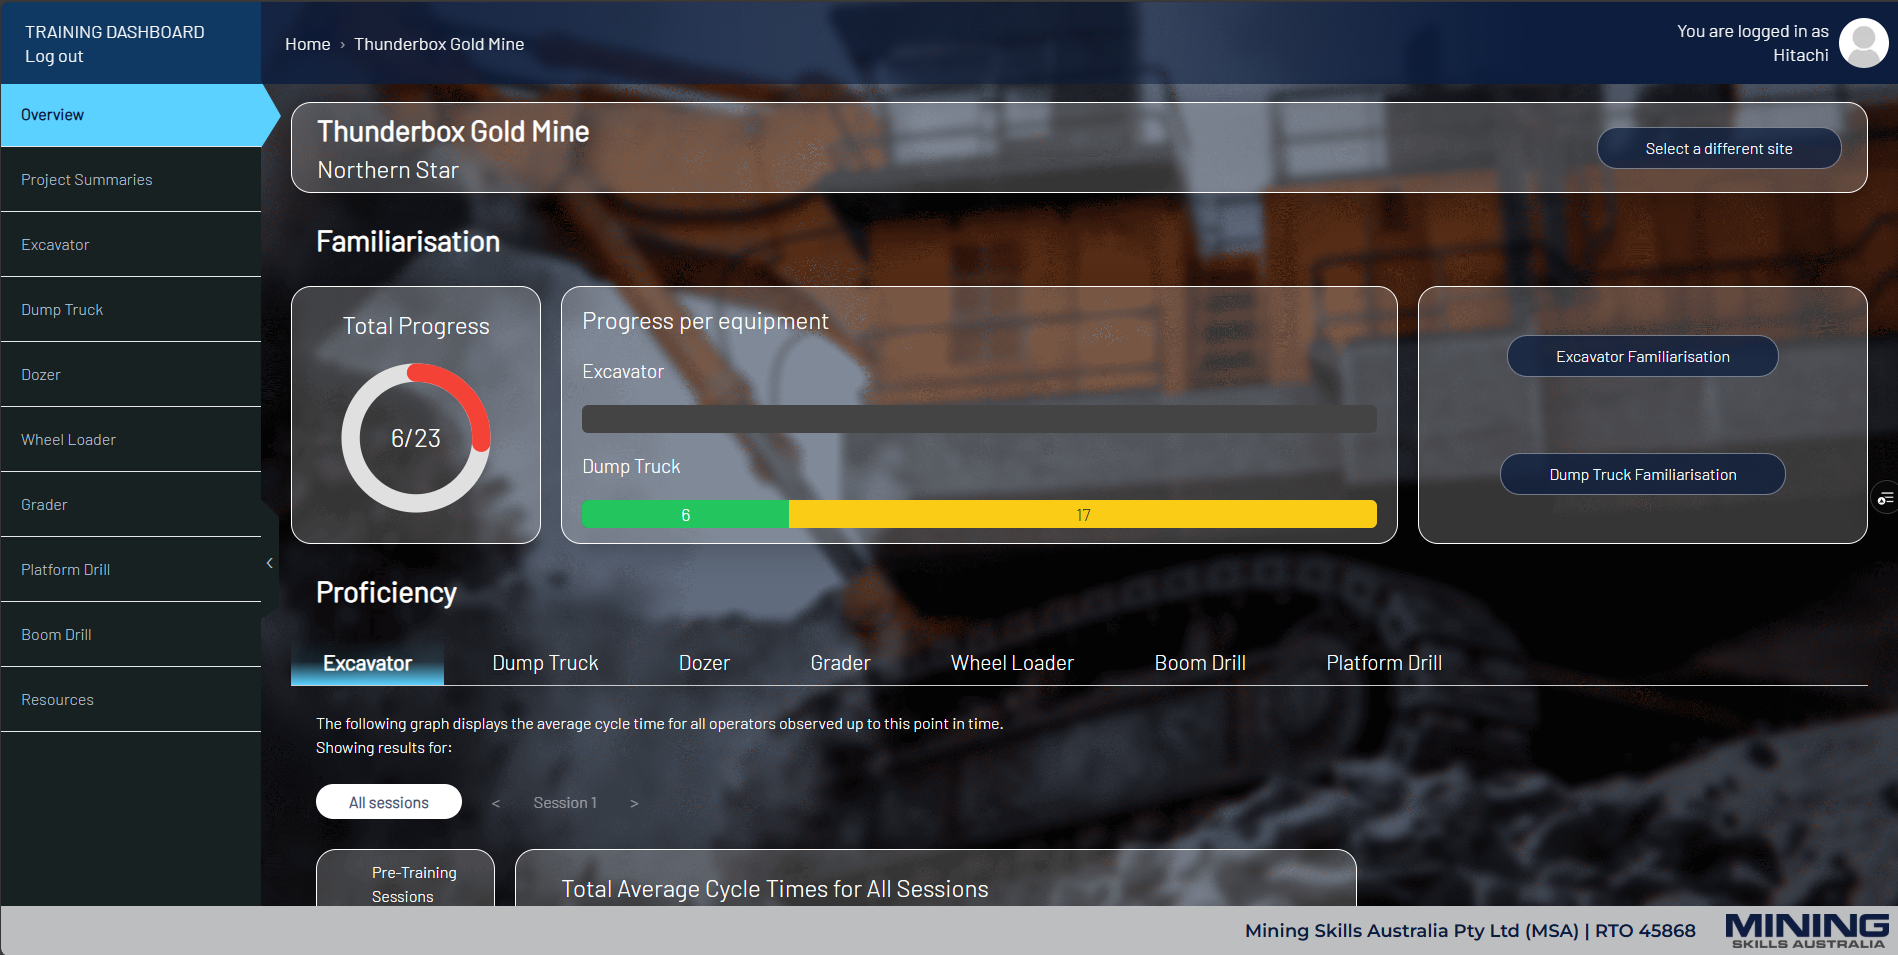 TRAINING DASHBOARD
Log out
Home › Thunderbox Gold Mine
You are logged in as
Hitachi
Overview
Project Summaries
Excavator
Dump Truck
Dozer
Wheel Loader
Grader
Platform Drill
Boom Drill
Resources
Thunderbox Gold Mine
Northern Star
Select a different site
Familiarisation
Total Progress
6/23
Progress per equipment
Excavator
Dump Truck
6 17
Excavator Familiarisation
Dump Truck Familiarisation
Proficiency
Excavator Dump Truck Dozer Grader Wheel Loader Boom Drill Platform Drill
The following graph displays the average cycle time for all operators observed up to this point in time.
Showing results for:
All sessions < Session 1 >
Pre-Training
Sessions
Total Average Cycle Times for All Sessions
Mining Skills Australia Pty Ltd (MSA) | RTO 45868
MINING
SKILLS AUSTRALIA